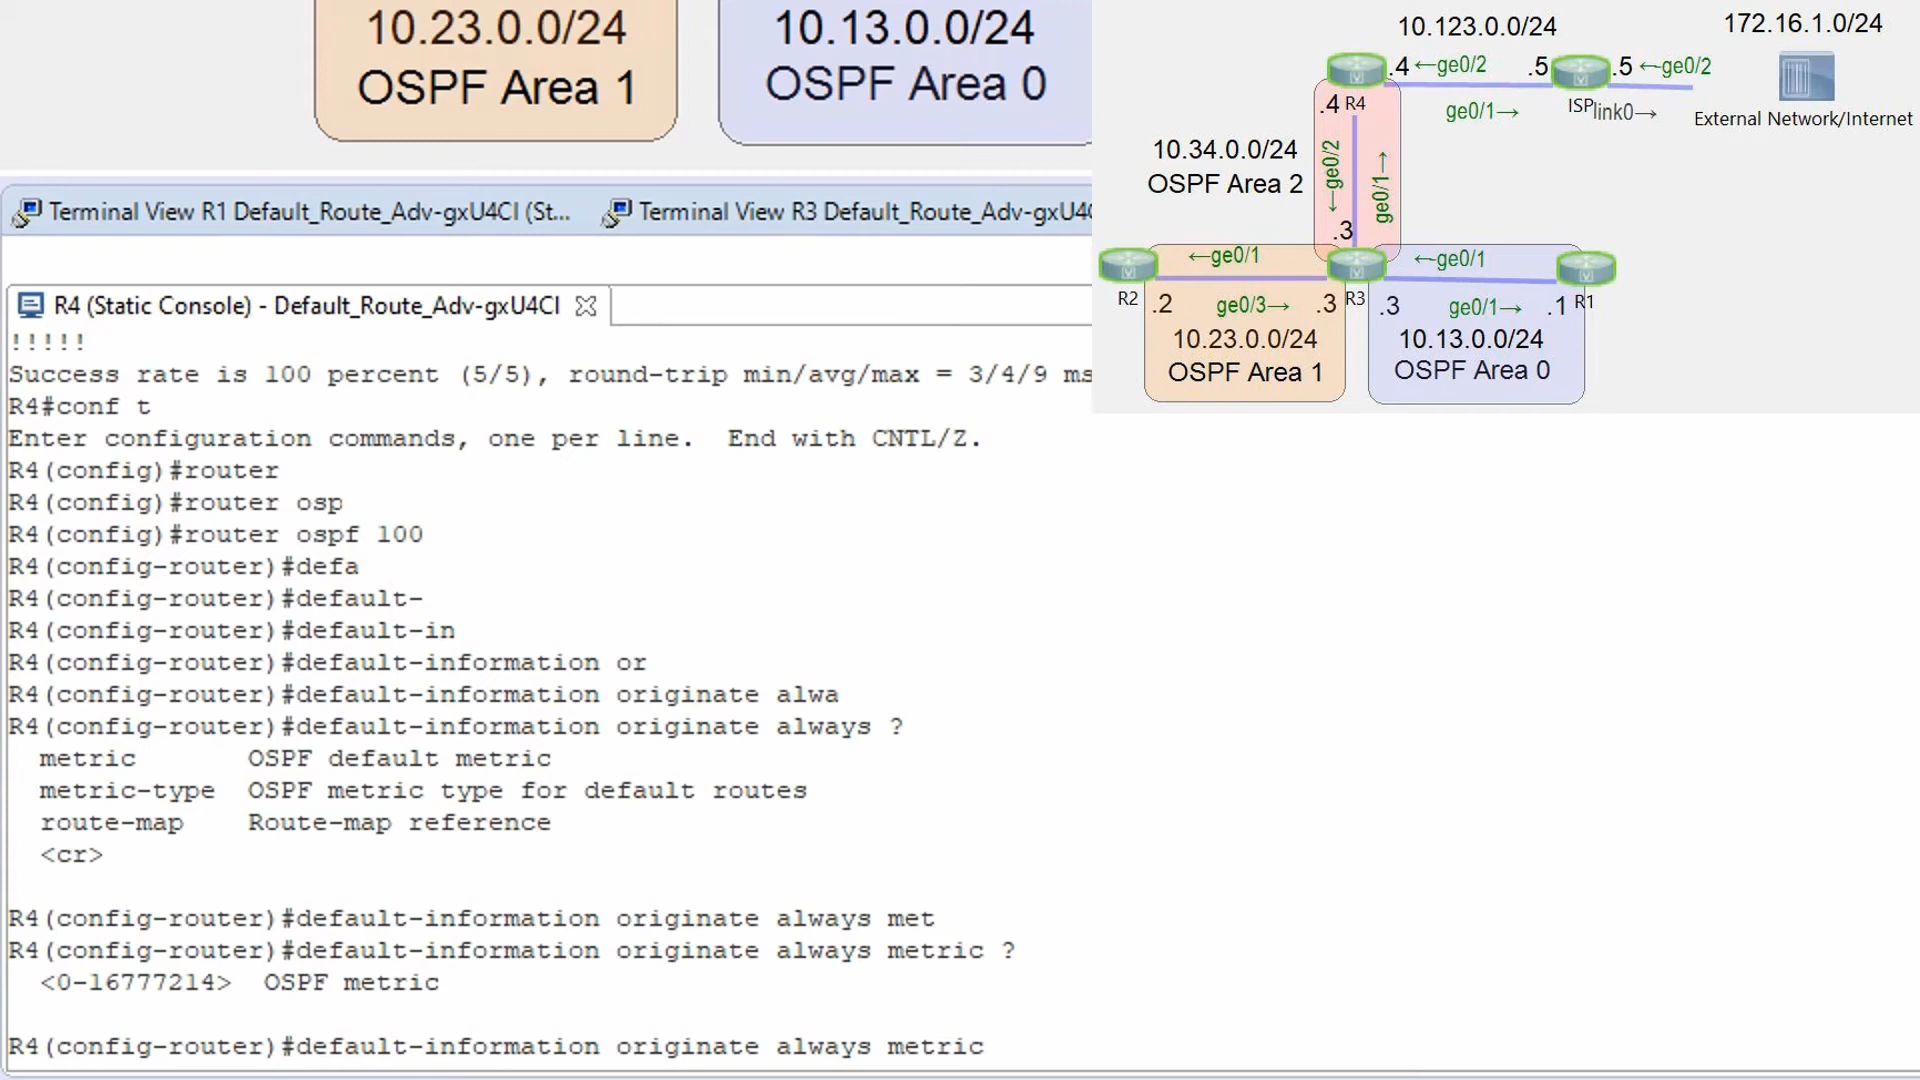 10.23.0.0/24
OSPF Area 1
10.13.0.0/24
OSPF Area 0
10.123.0.0/24
172.16.1.0/24
.4 ←ge0/2
.5
.5 ←ge0/2
.4 R4
ge0/1→
ISP
link0→
External Network/Internet
10.34.0.0/24
OSPF Area 2
←ge0/2
ge0/1→
.3
←ge0/1
←ge0/1
R2
.2
ge0/3→
.3
R3
.3
ge0/1→
.1
R1
10.23.0.0/24
OSPF Area 1
10.13.0.0/24
OSPF Area 0
Terminal View R1 Default_Route_Adv-gxU4CI (St...
Terminal View R3 Default_Route_Adv-gxU4
R4 (Static Console) - Default_Route_Adv-gxU4CI
!!!!!
Success rate is 100 percent (5/5), round-trip min/avg/max = 3/4/9 ms
R4#conf t
Enter configuration commands, one per line.  End with CNTL/Z.
R4(config)#router
R4(config)#router osp
R4(config)#router ospf 100
R4(config-router)#defa
R4(config-router)#default-
R4(config-router)#default-in
R4(config-router)#default-information or
R4(config-router)#default-information originate alwa
R4(config-router)#default-information originate always ?
metric       OSPF default metric
metric-type  OSPF metric type for default routes
route-map    Route-map reference
<cr>
R4(config-router)#default-information originate always met
R4(config-router)#default-information originate always metric ?
<0-16777214>  OSPF metric
R4(config-router)#default-information originate always metric